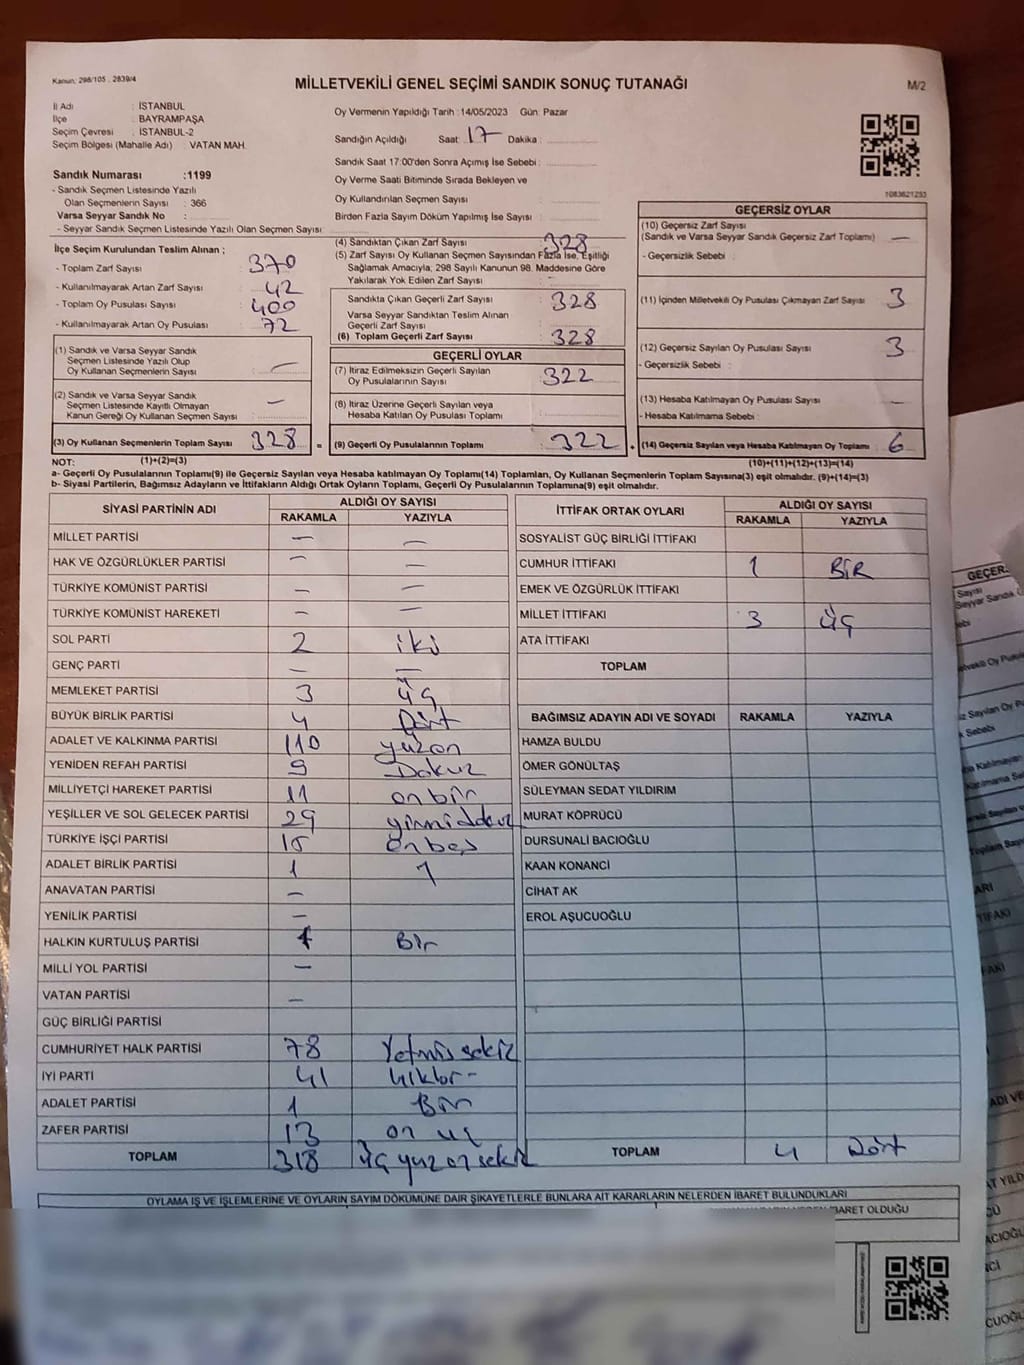 Kanun: 298/105 . 2839/4
MİLLETVEKİLİ GENEL SEÇİMİ SANDIK SONUÇ TUTANAĞI
M/2
İl Adı : İSTANBUL
İlçe : BAYRAMPAŞA
Seçim Çevresi : İSTANBUL-2
Seçim Bölgesi (Mahalle Adı) : VATAN MAH.
Oy Vermenin Yapıldığı Tarih : 14/05/2023 Gün: Pazar
Sandığın Açıldığı Saat: 17 Dakika :
Sandık Saat 17:00'den Sonra Açımış İse Sebebi :
Oy Verme Saati Bitiminde Sırada Bekleyen ve
Oy Kullandırılan Seçmen Sayısı :
Birden Fazla Sayım Döküm Yapılmış İse Sayısı :
1083621253
Sandık Numarası :1199
- Sandık Seçmen Listesinde Yazılı
Olan Seçmenlerin Sayısı : 366
Varsa Seyyar Sandık No :
- Seyyar Sandık Seçmen Listesinde Yazılı Olan Seçmen Sayısı
İlçe Seçim Kurulundan Teslim Alınan ;
- Toplam Zarf Sayısı : 370
- Kullanılmayarak Artan Zarf Sayısı : 42
- Toplam Oy Pusulası Sayısı : 400
- Kullanılmayarak Artan Oy Pusulası : 72
(1) Sandık ve Varsa Seyyar Sandık
Seçmen Listesinde Yazılı Olup
Oy Kullanan Seçmenlerin Sayısı : —
(2) Sandık ve Varsa Seyyar Sandık
Seçmen Listesinde Kayıtlı Olmayan
Kanun Gereği Oy Kullanan Seçmen Sayısı : —
(3) Oy Kullanan Seçmenlerin Toplam Sayısı : 328 =
(4) Sandıktan Çıkan Zarf Sayısı : 328
(5) Zarf Sayısı Oy Kullanan Seçmen Sayısından Fazla İse, Eşitliği
Sağlamak Amacıyla; 298 Sayılı Kanunun 98. Maddesine Göre
Yakılarak Yok Edilen Zarf Sayısı :
Sandıkta Çıkan Geçerli Zarf Sayısı : 328
Varsa Seyyar Sandıktan Teslim Alınan
Geçerli Zarf Sayısı :
(6) Toplam Geçerli Zarf Sayısı : 328
GEÇERLİ OYLAR
(7) İtiraz Edilmeksizin Geçerli Sayılan
Oy Pusulalarının Sayısı : 322
(8) İtiraz Üzerine Geçerli Sayılan veya
Hesaba Katılan Oy Pusulası Toplamı :
(9) Geçerli Oy Pusulalarının Toplamı : 322 +
GEÇERSİZ OYLAR
(10) Geçersiz Zarf Sayısı
(Sandık ve Varsa Seyyar Sandık Geçersiz Zarf Toplamı) : —
- Geçersizlik Sebebi :
(11) İçinden Milletvekili Oy Pusulası Çıkmayan Zarf Sayısı : 3
(12) Geçersiz Sayılan Oy Pusulası Sayısı : 3
- Geçersizlik Sebebi :
(13) Hesaba Katılmayan Oy Pusulası Sayısı : —
- Hesaba Katılmama Sebebi :
(14) Geçersiz Sayılan veya Hesaba Katılmayan Oy Toplamı : 6
NOT: (1)+(2)=(3) (10)+(11)+(12)+(13)=(14)
a- Geçerli Oy Pusulalarının Toplamı(9) ile Geçersiz Sayılan veya Hesaba katılmayan Oy Toplamı(14) Toplamları, Oy Kullanan Seçmenlerin Toplam Sayısına(3) eşit olmalıdır. (9)+(14)=(3)
b- Siyasi Partilerin, Bağımsız Adayların ve İttifakların Aldığı Ortak Oyların Toplamı, Geçerli Oy Pusulalarının Toplamına(9) eşit olmalıdır.
SİYASİ PARTİNİN ADI ALDIĞI OY SAYISI
RAKAMLA YAZIYLA
MİLLET PARTİSİ — —
HAK VE ÖZGÜRLÜKLER PARTİSİ — —
TÜRKİYE KOMÜNİST PARTİSİ — —
TÜRKİYE KOMÜNİST HAREKETİ — —
SOL PARTİ 2 iki
GENÇ PARTİ — —
MEMLEKET PARTİSİ 3 üç
BÜYÜK BİRLİK PARTİSİ 4 Dört
ADALET VE KALKINMA PARTİSİ 110 yüzon
YENİDEN REFAH PARTİSİ 9 Dokuz
MİLLİYETÇİ HAREKET PARTİSİ 11 onbir
YEŞİLLER VE SOL GELECEK PARTİSİ 29 yirmidokuz
TÜRKİYE İŞÇİ PARTİSİ 15 onbeş
ADALET BİRLİK PARTİSİ 1 1
ANAVATAN PARTİSİ —
YENİLİK PARTİSİ —
HALKIN KURTULUŞ PARTİSİ 1 Bir
MİLLİ YOL PARTİSİ —
VATAN PARTİSİ —
GÜÇ BİRLİĞİ PARTİSİ
CUMHURİYET HALK PARTİSİ 78 Yetmiş sekiz
İYİ PARTİ 41
ADALET PARTİSİ 1 Bir
ZAFER PARTİSİ 13 on üç
TOPLAM 318 üç yüz on sekiz
İTTİFAK ORTAK OYLARI ALDIĞI OY SAYISI
RAKAMLA YAZIYLA
SOSYALİST GÜÇ BİRLİĞİ İTTİFAKI
CUMHUR İTTİFAKI 1 BİR
EMEK VE ÖZGÜRLÜK İTTİFAKI
MİLLET İTTİFAKI 3 üç
ATA İTTİFAKI
TOPLAM
BAĞIMSIZ ADAYIN ADI VE SOYADI RAKAMLA YAZIYLA
HAMZA BULDU
ÖMER GÖNÜLTAŞ
SÜLEYMAN SEDAT YILDIRIM
MURAT KÖPRÜCÜ
DURSUNALİ BACIOĞLU
KAAN KONANCI
CİHAT AK
EROL AŞUCUOĞLU
TOPLAM 4 Dört
OYLAMA İŞ VE İŞLEMLERİNE VE OYLARIN SAYIM DÖKÜMÜNE DAİR ŞİKAYETLERLE BUNLARA AİT KARARLARIN NELERDEN İBARET BULUNDUKLARI
İBARET OLDUĞU